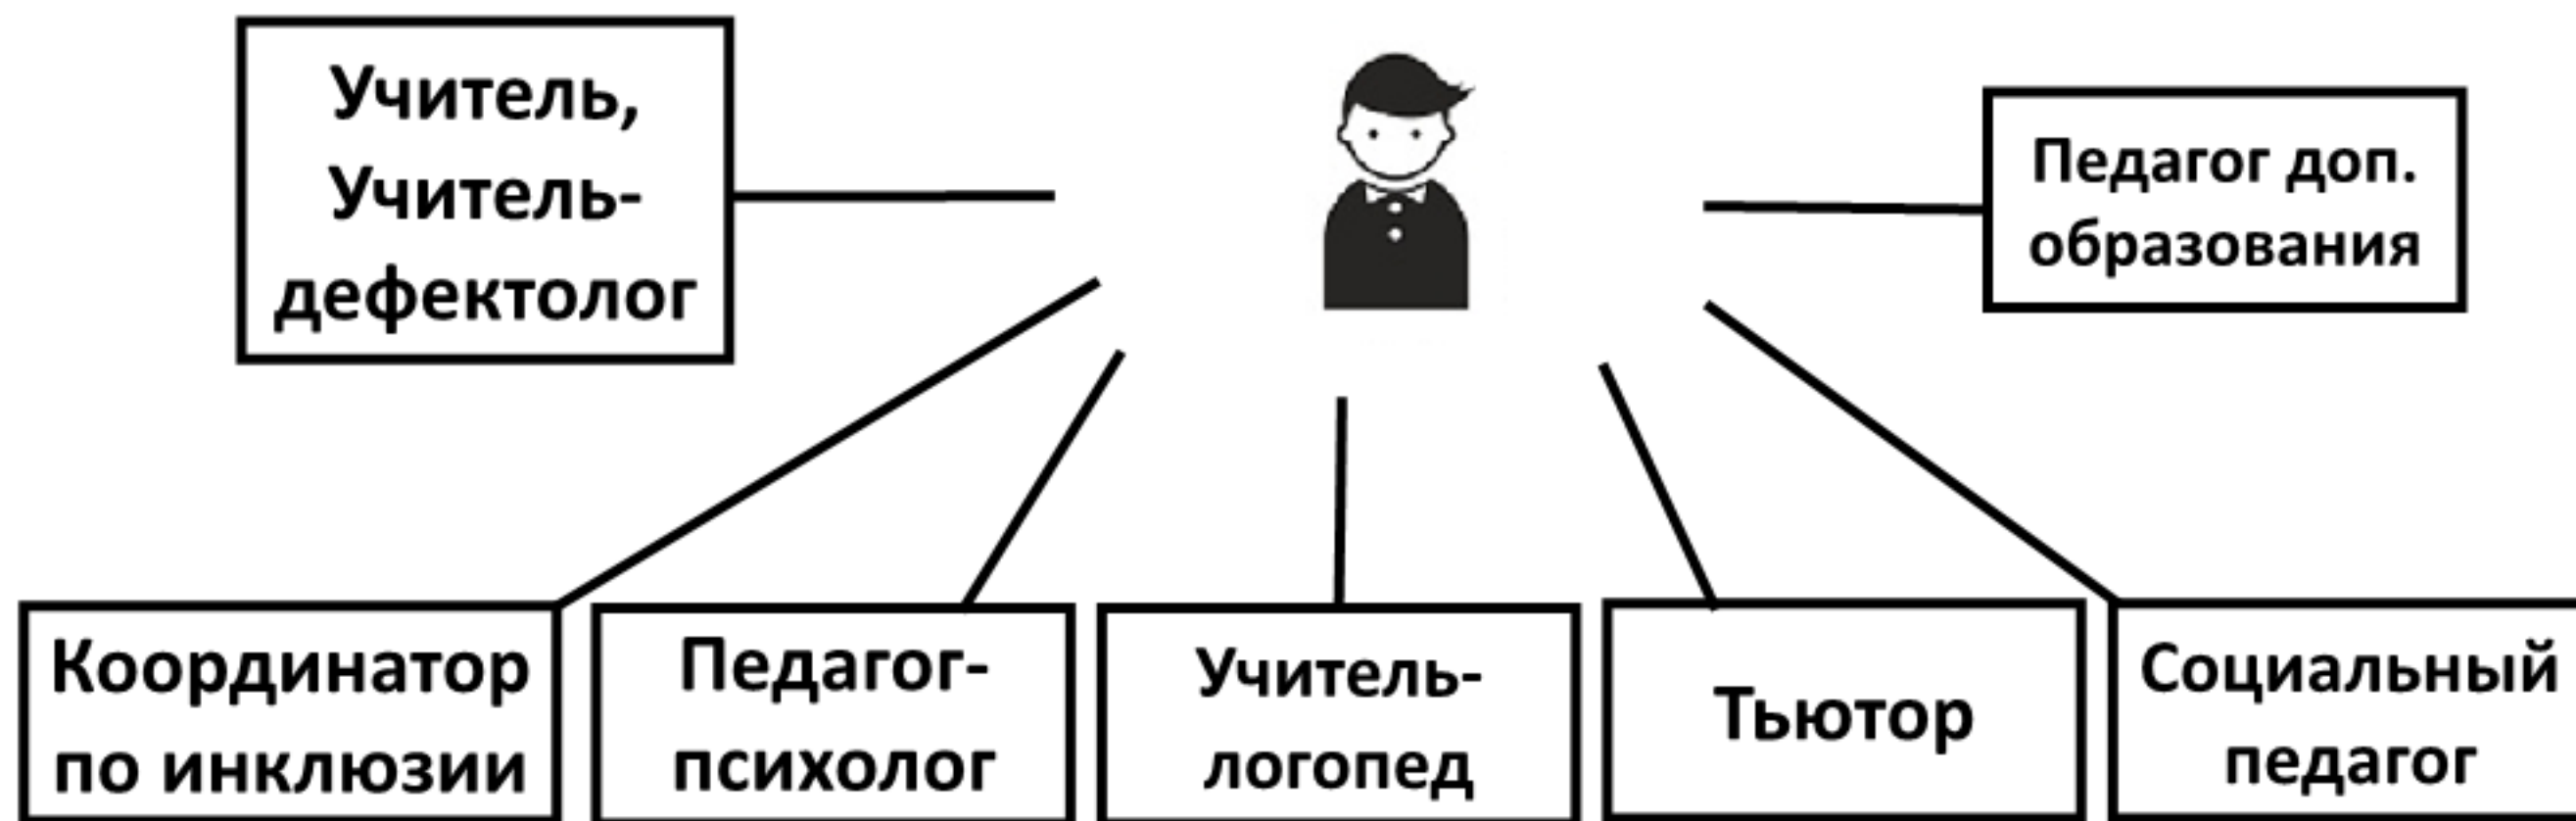 Учитель,
Учитель-
дефектолог
Педагог доп.
образования
Координатор
по инклюзии
Педагог-
психолог
Учитель-
логопед
Тьютор
Социальный
педагог